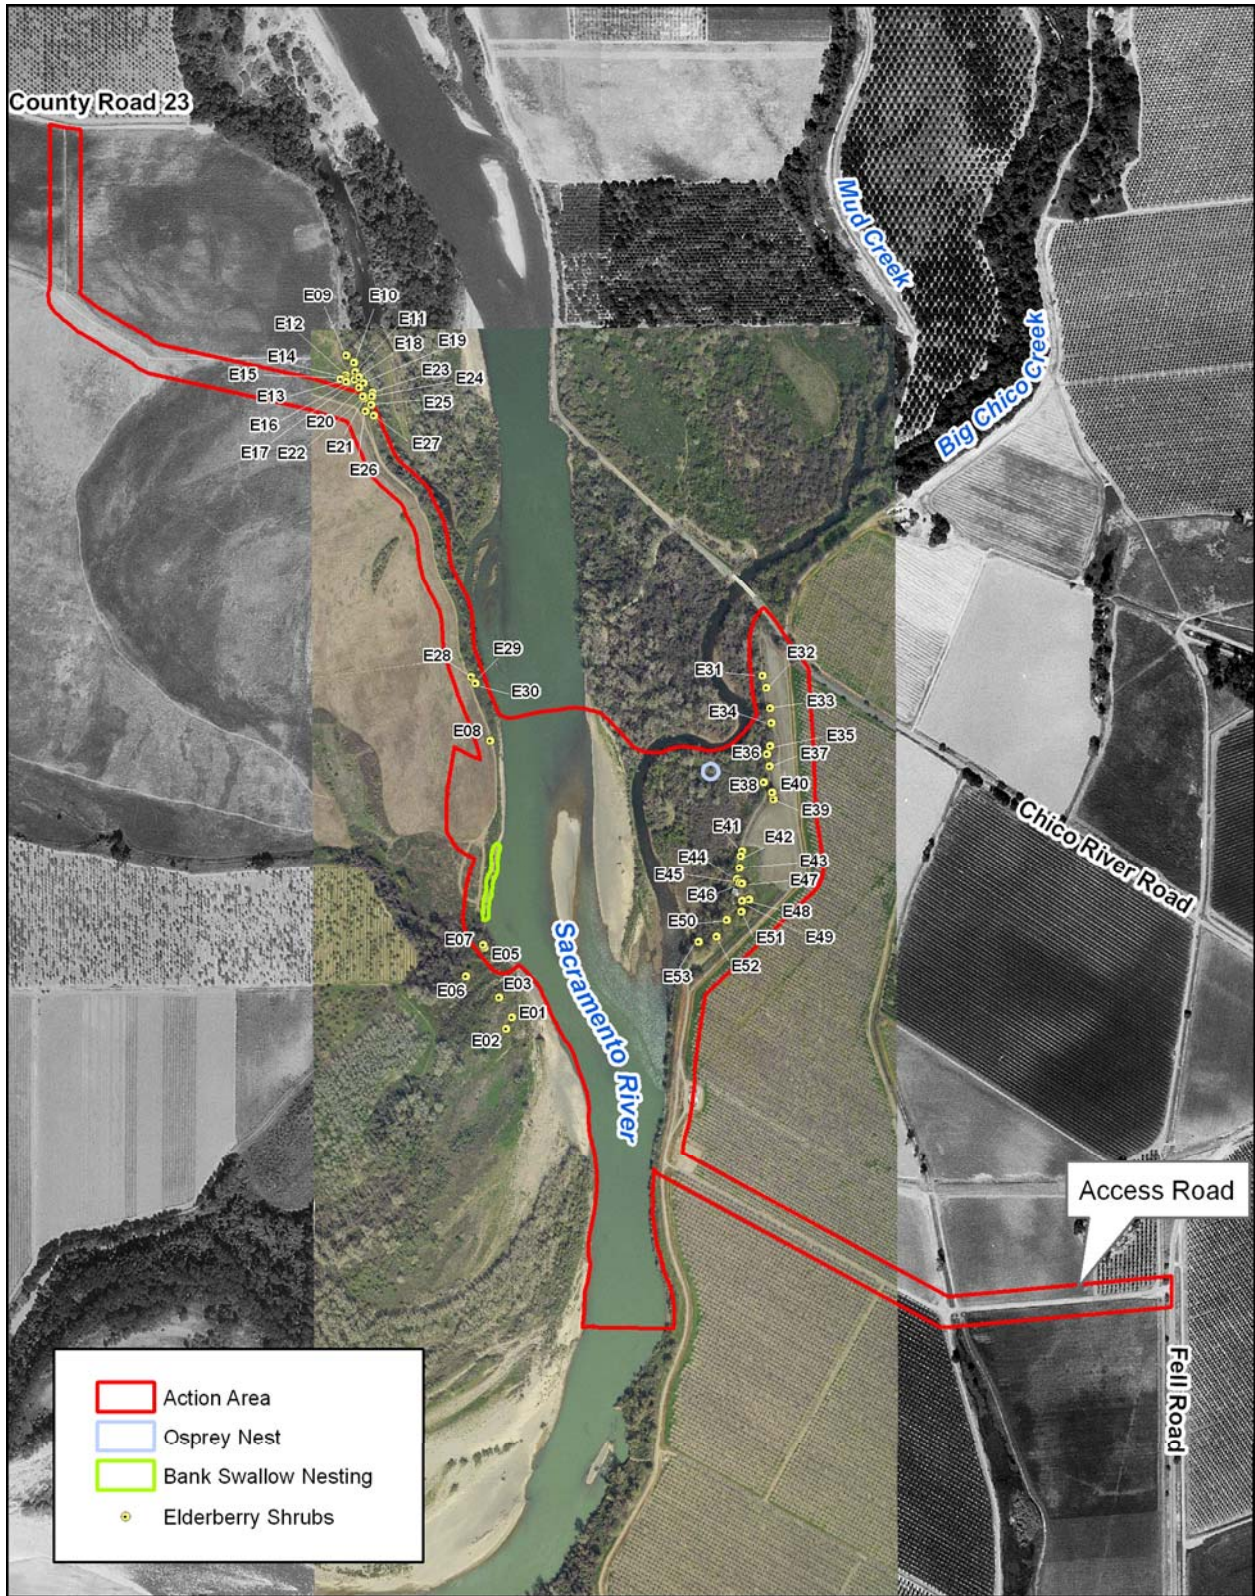 County Road 23
Mud Creek
Big Chico Creek
E09
E10
E12
E11
E18
E19
E14
E15
E23
E24
E13
E25
E16
E20
E17
E22
E21
E27
E26
E28
E29
E30
E08
E31
E32
E34
E33
E35
E36
E37
E38
E40
E39
E41
E42
E44
E43
E45
E46
E47
E48
E50
E51
E49
E53
E52
E07
E05
E06
E03
E01
E02
Chico River Road
Sacramento River
Access Road
Fell Road
Action Area
Osprey Nest
Bank Swallow Nesting
Elderberry Shrubs